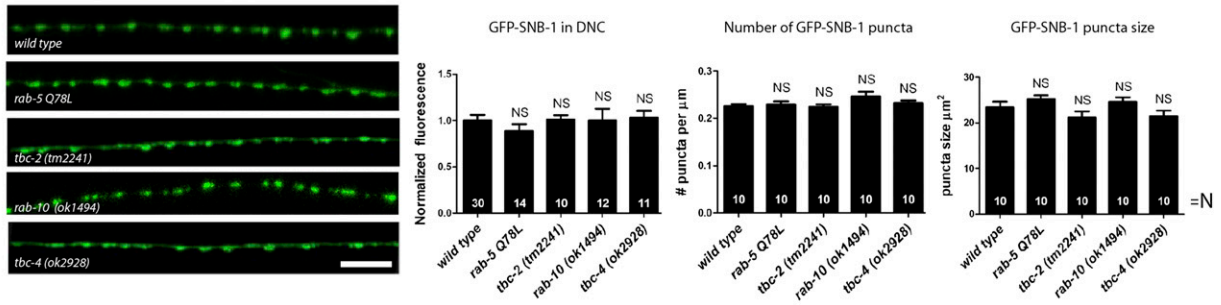 wild type
rab-5 Q78L
tbc-2 (tm2241)
rab-10 (ok1494)
tbc-4 (ok2928)
GFP-SNB-1 in DNC
Normalized fluorescence
1.5
1.0
0.5
0.0
NS NS NS NS
30 14 10 12 11
wild type
rab-5 Q78L
tbc-2 (tm2241)
rab-10 (ok1494)
tbc-4 (ok2928)
Number of GFP-SNB-1 puncta
# puncta per μm
0.3
0.2
0.1
0.0
NS NS NS NS
10 10 10 10 10
wild type
rab-5 Q78L
tbc-2 (tm2241)
rab-10 (ok1494)
tbc-4 (ok2928)
GFP-SNB-1 puncta size
puncta size μm²
30
20
10
0
NS NS NS NS
10 10 10 10 10
=N
wild type
rab-5 Q78L
tbc-2 (tm2241)
rab-10 (ok1494)
tbc-4 (ok2928)